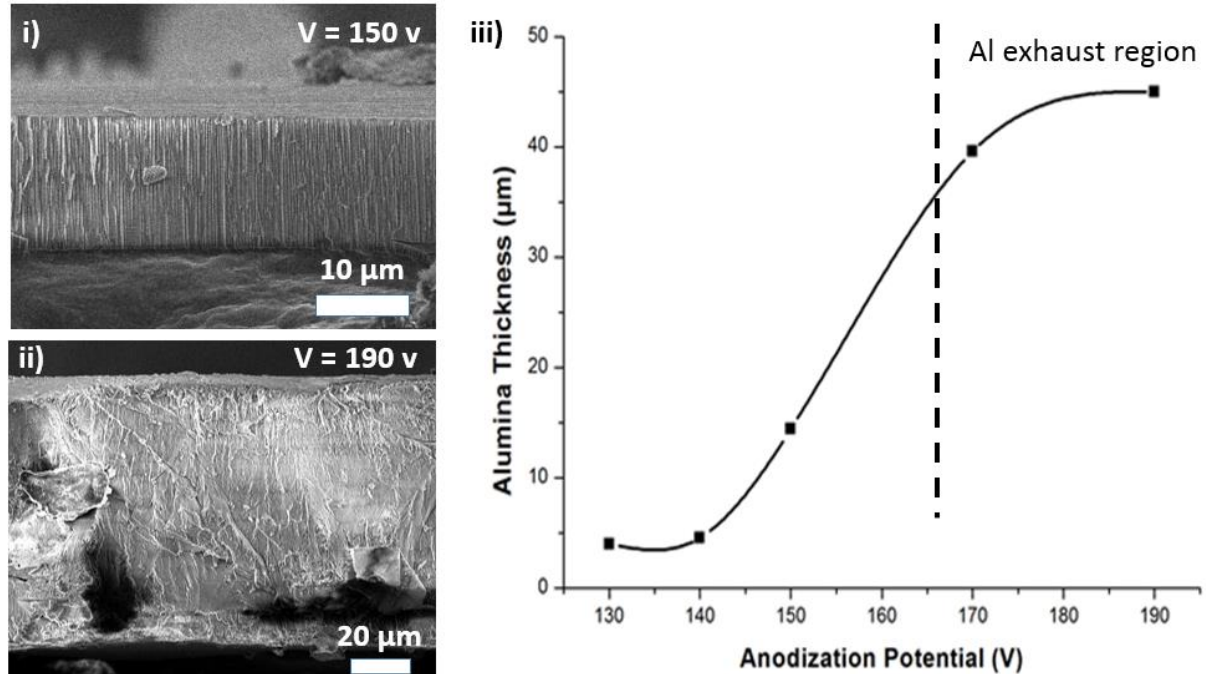 i)
V = 150 v
10 μm
ii)
V = 190 v
20 μm
iii)
Al exhaust region
Alumina Thickness (μm)
50
40
30
20
10
0
130 140 150 160 170 180 190
Anodization Potential (V)